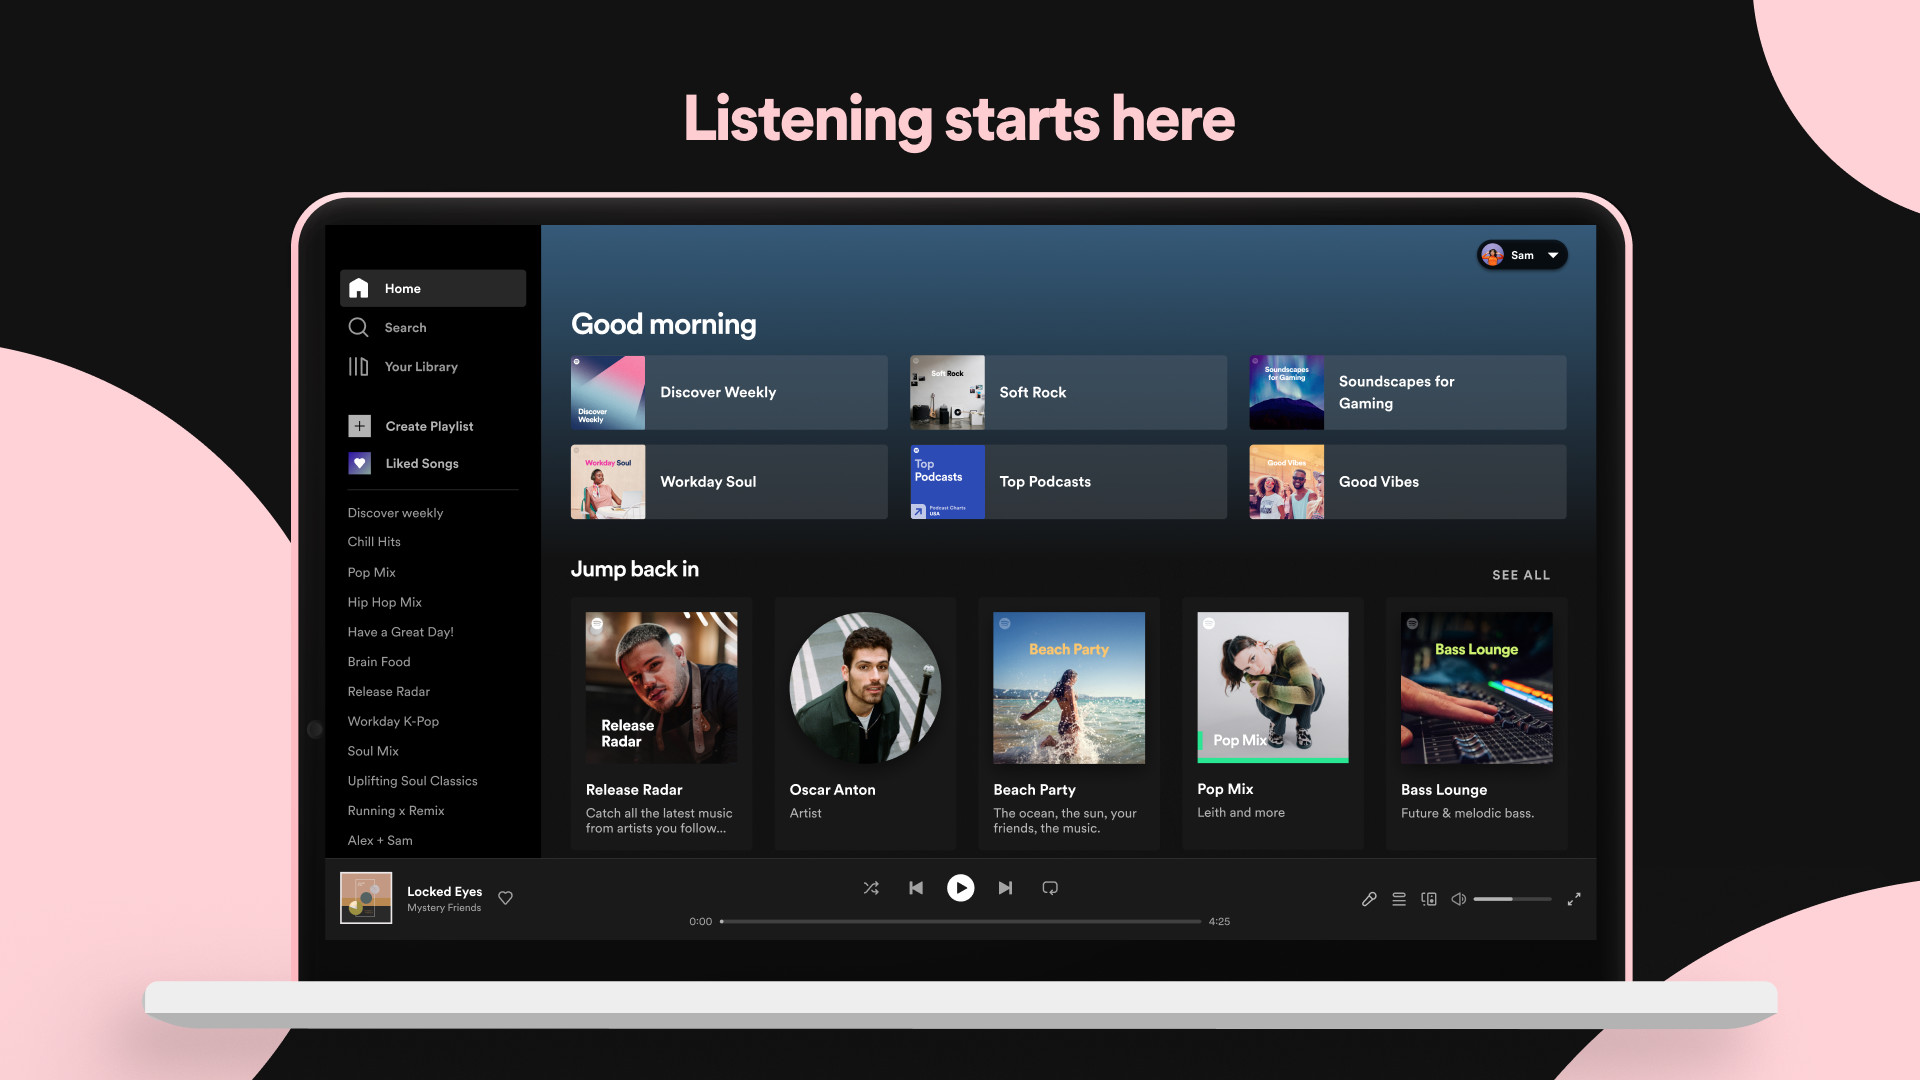 Listening starts here
Sam
Home
Search
Your Library
Create Playlist
Liked Songs
Discover weekly
Chill Hits
Pop Mix
Hip Hop Mix
Have a Great Day!
Brain Food
Release Radar
Workday K-Pop
Soul Mix
Uplifting Soul Classics
Running x Remix
Alex + Sam
Good morning
Discover
Weekly
Discover Weekly
Soft Rock
Soft Rock
Soundscapes
for Gaming
Soundscapes for
Gaming
Workday Soul
Workday Soul
Top
Podcasts
Podcast Charts
USA
Top Podcasts
Good Vibes
Good Vibes
Jump back in
SEE ALL
Release
Radar
Release Radar
Catch all the latest music
from artists you follow...
Oscar Anton
Artist
Beach Party
Beach Party
The ocean, the sun, your
friends, the music.
Pop Mix
Pop Mix
Leith and more
Bass Lounge
Bass Lounge
Future & melodic bass.
Locked Eyes
Mystery Friends
0:00
4:25